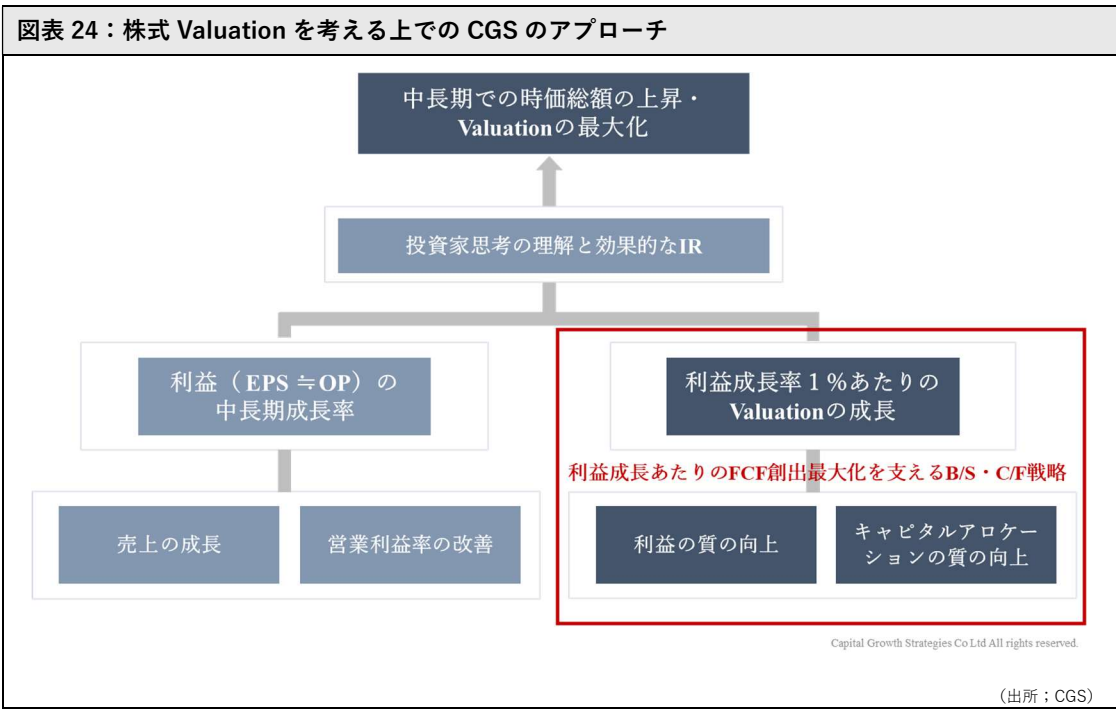 図表 24：株式 Valuation を考える上での CGS のアプローチ
中長期での時価総額の上昇・
Valuationの最大化
投資家思考の理解と効果的なIR
利益（EPS ≒OP）の
中長期成長率
利益成長率１％あたりの
Valuationの成長
利益成長あたりのFCF創出最大化を支えるB/S・C/F戦略
売上の成長
営業利益率の改善
利益の質の向上
キャピタルアロケー
ションの質の向上
Capital Growth Strategies Co Ltd All rights reserved.
（出所；CGS）